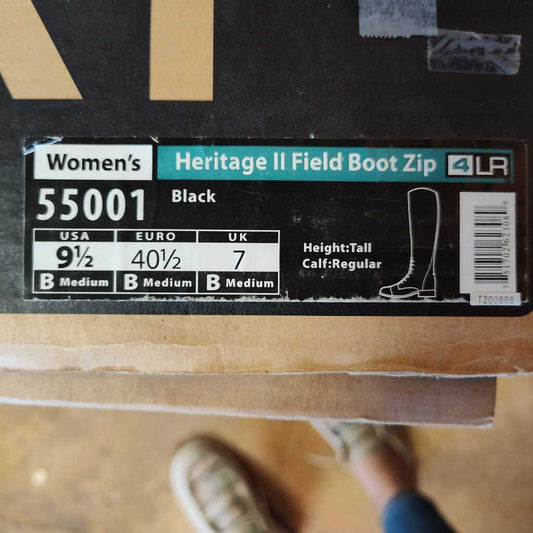 Women's
Heritage II Field Boot Zip
4LR
55001
Black
USA
EURO
UK
9½
40½
7
B Medium
B Medium
B Medium
Height:Tall
Calf:Regular
T200866